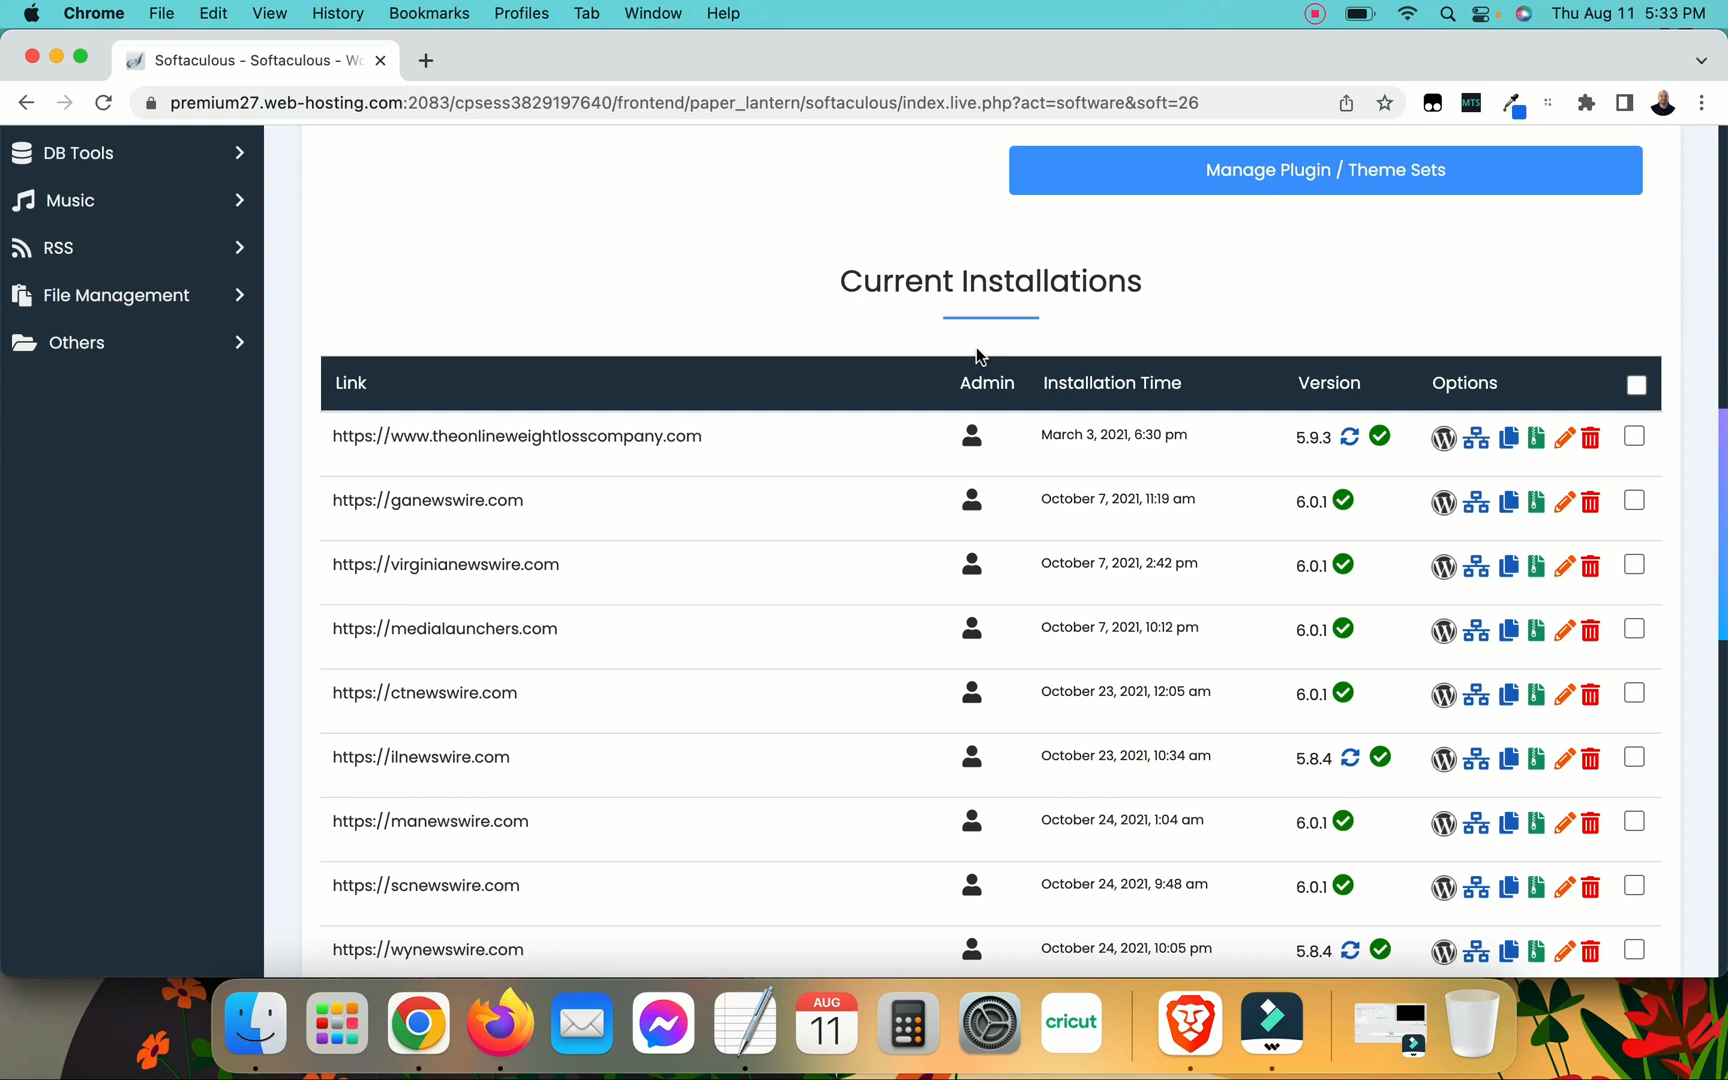 Chrome File Edit View History Bookmarks Profiles Tab Window Help Thu Aug 11 5:33 PM
Softaculous - Softaculous - Wo
premium27.web-hosting.com:2083/cpsess3829197640/frontend/paper_lantern/softaculous/index.live.php?act=software&soft=26
MTS
DB Tools
Music
RSS
File Management
Others
Manage Plugin / Theme Sets
Current Installations
Link Admin Installation Time Version Options
https://www.theonlineweightlosscompany.com March 3, 2021, 6:30 pm 5.9.3
https://ganewswire.com October 7, 2021, 11:19 am 6.0.1
https://virginianewswire.com October 7, 2021, 2:42 pm 6.0.1
https://medialaunchers.com October 7, 2021, 10:12 pm 6.0.1
https://ctnewswire.com October 23, 2021, 12:05 am 6.0.1
https://ilnewswire.com October 23, 2021, 10:34 am 5.8.4
https://manewswire.com October 24, 2021, 1:04 am 6.0.1
https://scnewswire.com October 24, 2021, 9:48 am 6.0.1
https://wynewswire.com October 24, 2021, 10:05 pm 5.8.4
AUG
11
cricut